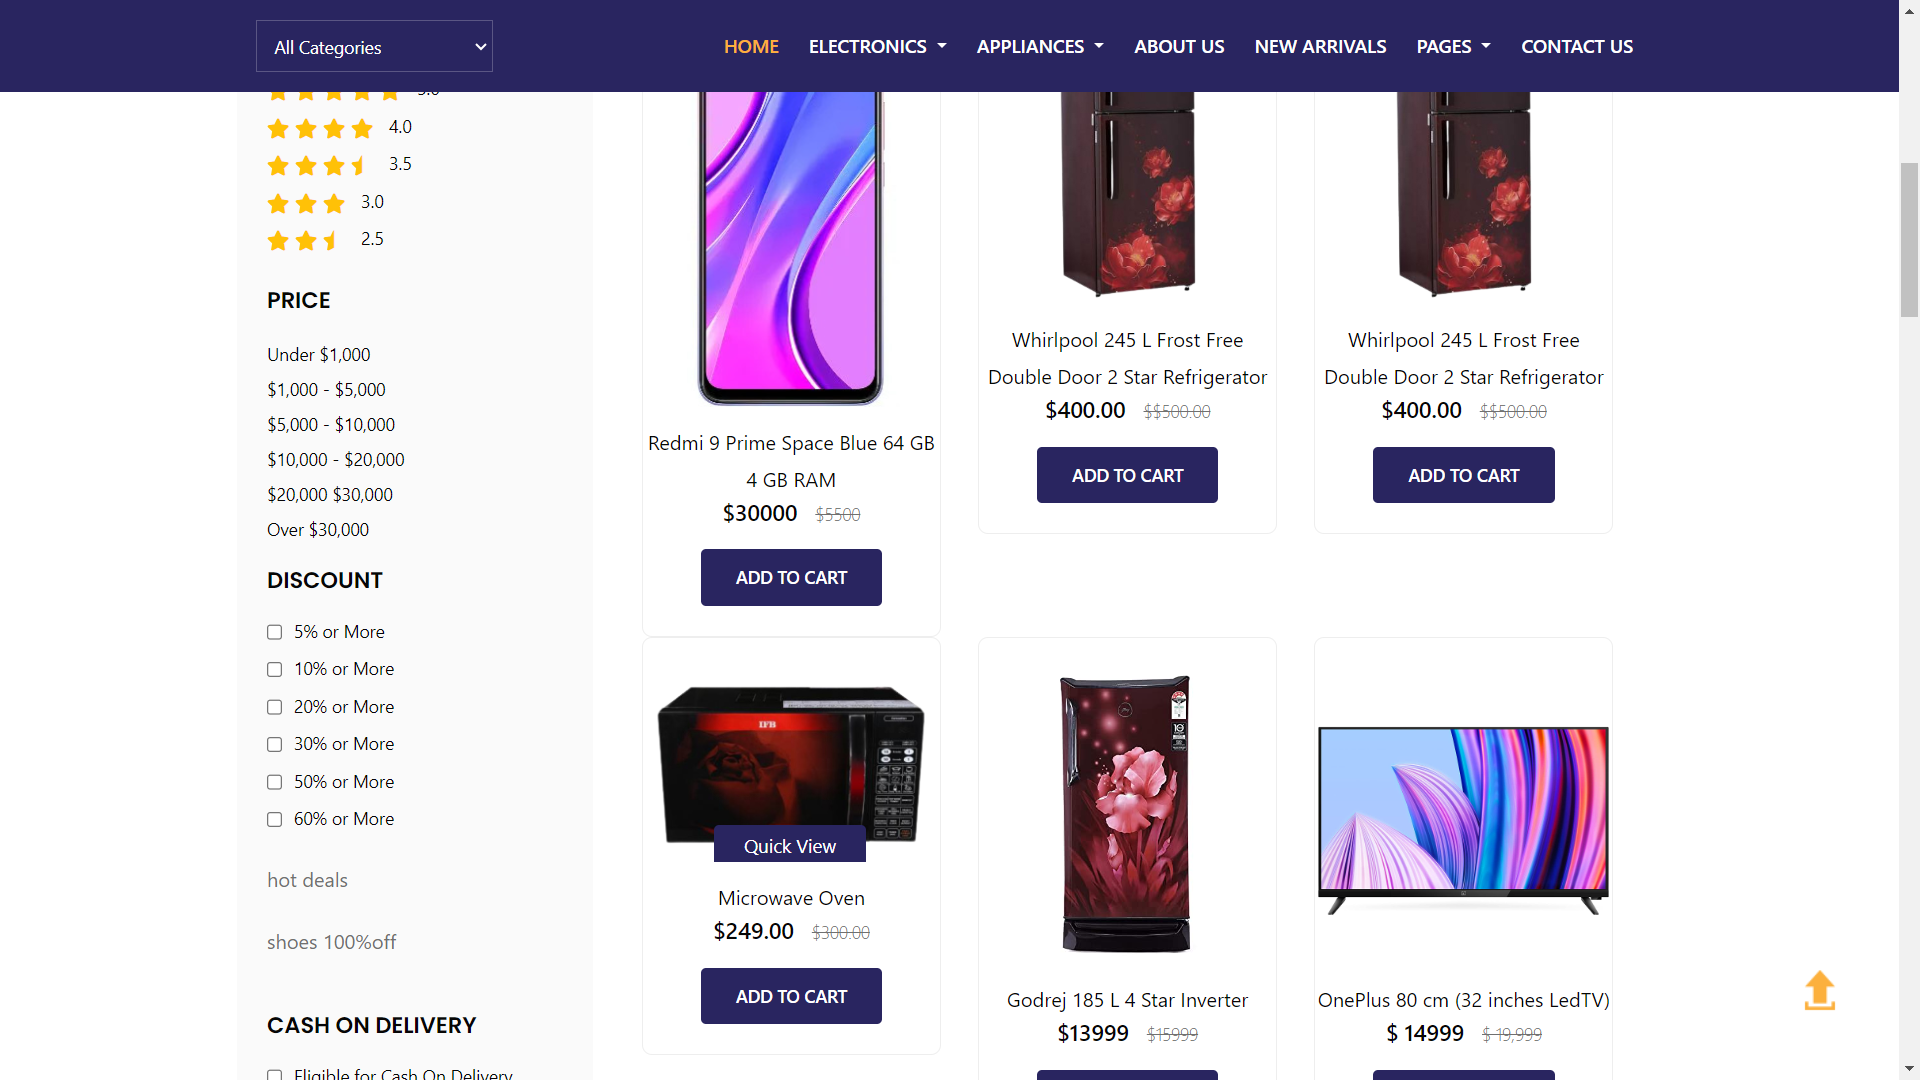 All Categories
HOME
ELECTRONICS
APPLIANCES
ABOUT US
NEW ARRIVALS
PAGES
CONTACT US
5.0
4.0
3.5
3.0
2.5
PRICE
Under $1,000
$1,000 - $5,000
$5,000 - $10,000
$10,000 - $20,000
$20,000 $30,000
Over $30,000
DISCOUNT
5% or More
10% or More
20% or More
30% or More
50% or More
60% or More
hot deals
shoes 100%off
CASH ON DELIVERY
Eligible for Cash On Delivery
Redmi 9 Prime Space Blue 64 GB
4 GB RAM
$30000 $5500
ADD TO CART
Whirlpool 245 L Frost Free
Double Door 2 Star Refrigerator
$400.00 $$500.00
ADD TO CART
Whirlpool 245 L Frost Free
Double Door 2 Star Refrigerator
$400.00 $$500.00
ADD TO CART
IFB
Quick View
Microwave Oven
$249.00 $300.00
ADD TO CART
Godrej 185 L 4 Star Inverter
$13999 $15999
OnePlus 80 cm (32 inches LedTV)
$ 14999 $ 19,999